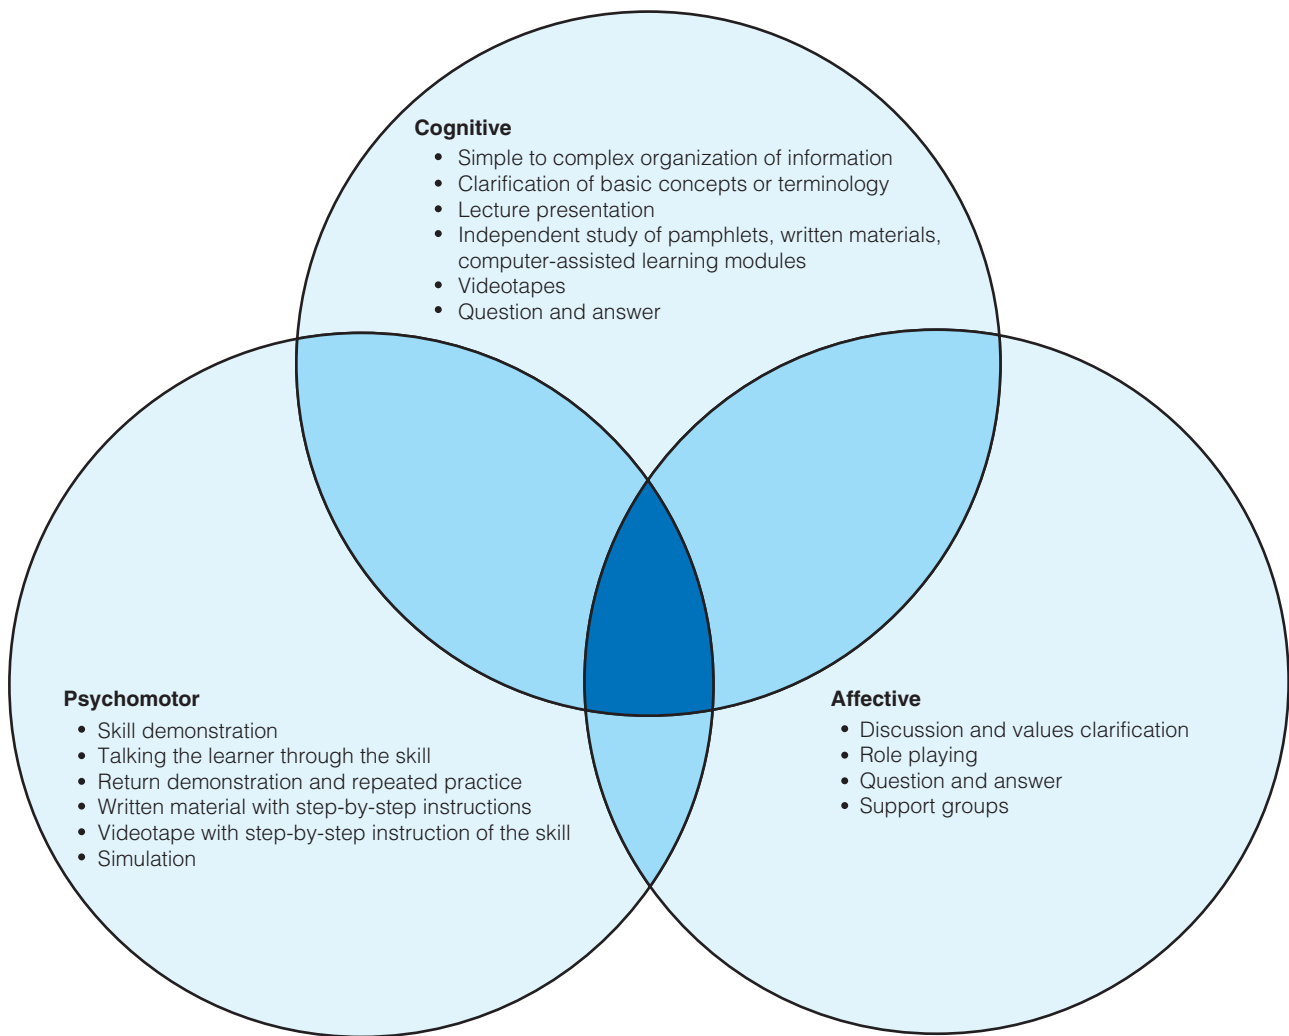 Cognitive
• Simple to complex organization of information
• Clarification of basic concepts or terminology
• Lecture presentation
• Independent study of pamphlets, written materials,
computer-assisted learning modules
• Videotapes
• Question and answer
Psychomotor
• Skill demonstration
• Talking the learner through the skill
• Return demonstration and repeated practice
• Written material with step-by-step instructions
• Videotape with step-by-step instruction of the skill
• Simulation
Affective
• Discussion and values clarification
• Role playing
• Question and answer
• Support groups